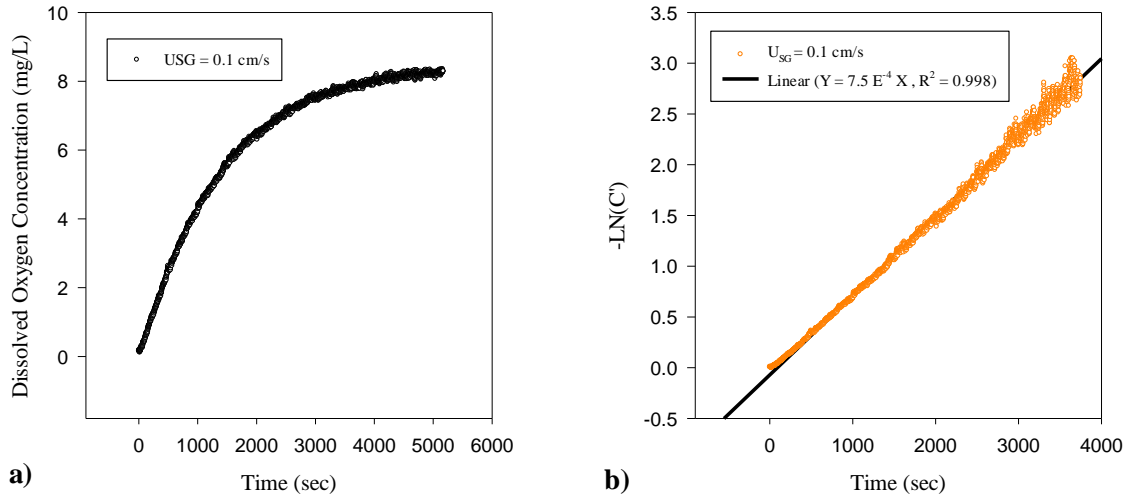 10
8
6
4
2
0
Dissolved Oxygen Concentration (mg/L)
USG = 0.1 cm/s
0 1000 2000 3000 4000 5000 6000
Time (sec)
a)
3.5
3.0
2.5
2.0
1.5
1.0
0.5
0.0
-0.5
-LN(C')
U_SG = 0.1 cm/s
Linear (Y = 7.5 E^-4 X , R^2 = 0.998)
0 1000 2000 3000 4000
Time (sec)
b)